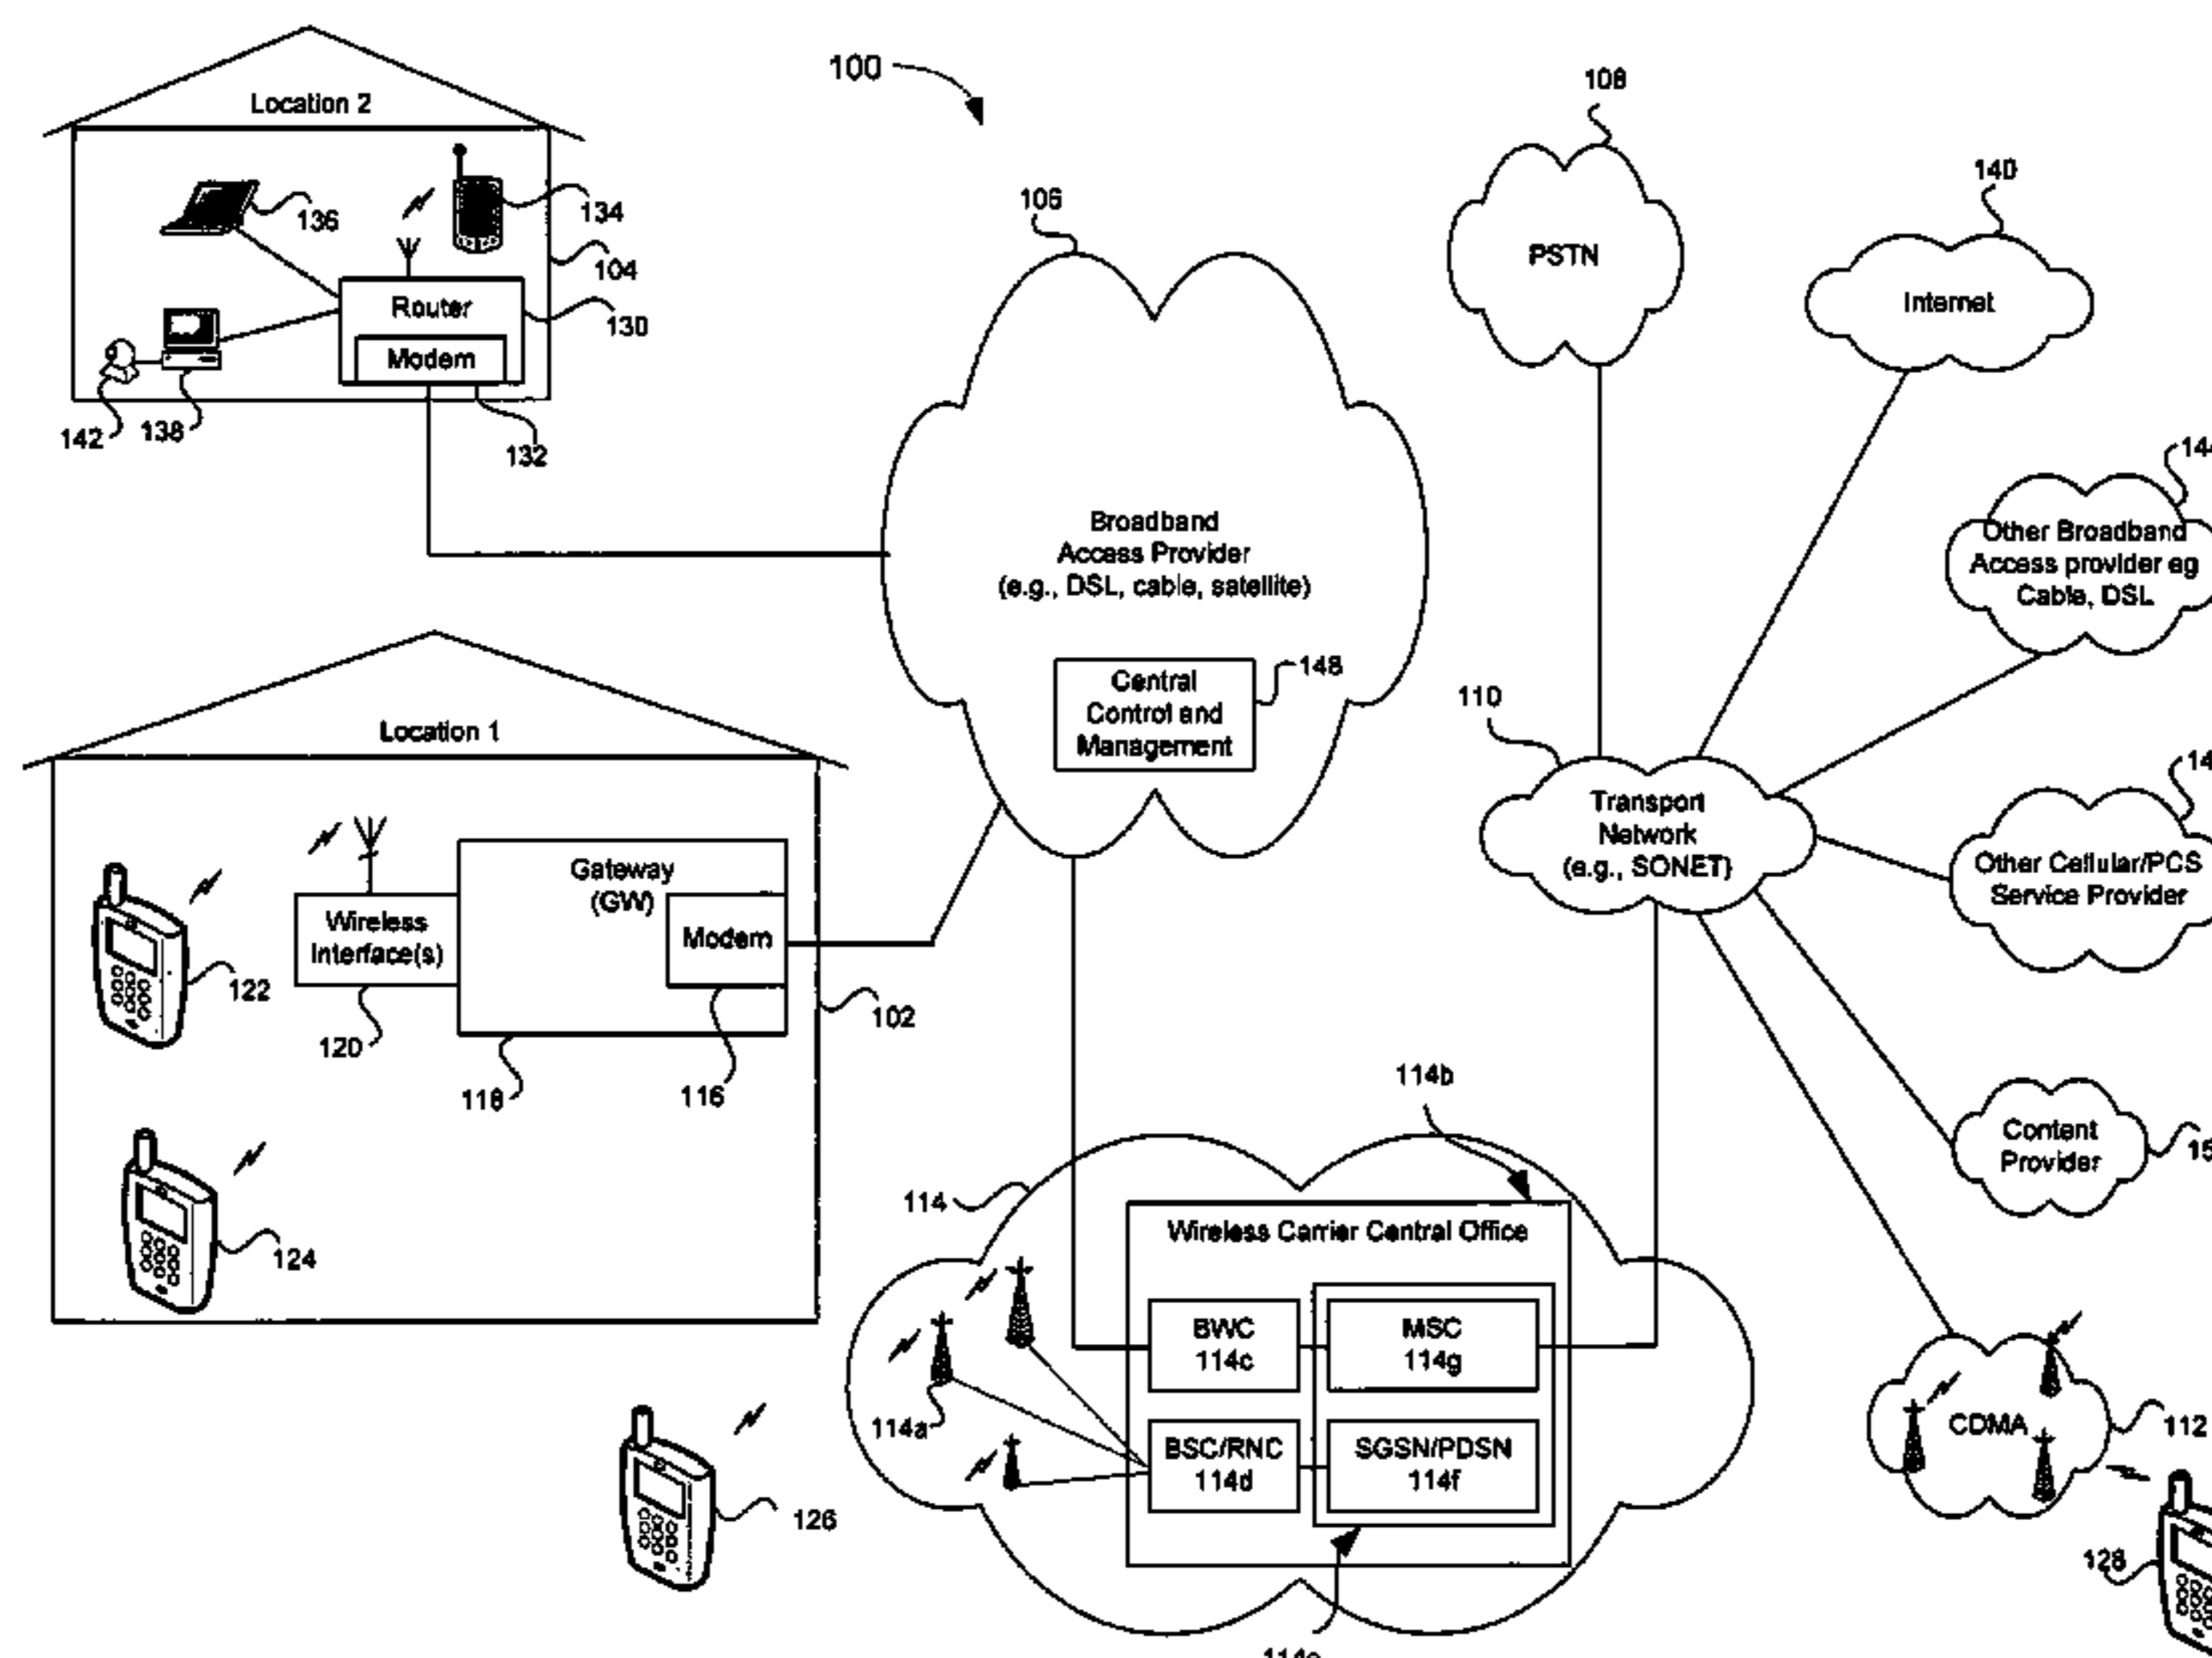 100
Location 2
136
134
104
Router
130
Modem
142
138
132
106
Broadband
Access Provider
(e.g., DSL, cable, satellite)
Central
Control and
Management
148
108
PSTN
140
Internet
Other Broadband
Access provider eg
Cable, DSL
110
Transport
Network
(e.g., SONET)
Other Cellular/PCS
Service Provider
Content
Provider
Location 1
Gateway
(GW)
Wireless
Interface(s)
Modem
122
120
118
116
102
124
126
114b
114
Wireless Carrier Central Office
BWC
114c
MSC
114g
114a
BSC/RNC
114d
SGSN/PDSN
114f
CDMA
112
128